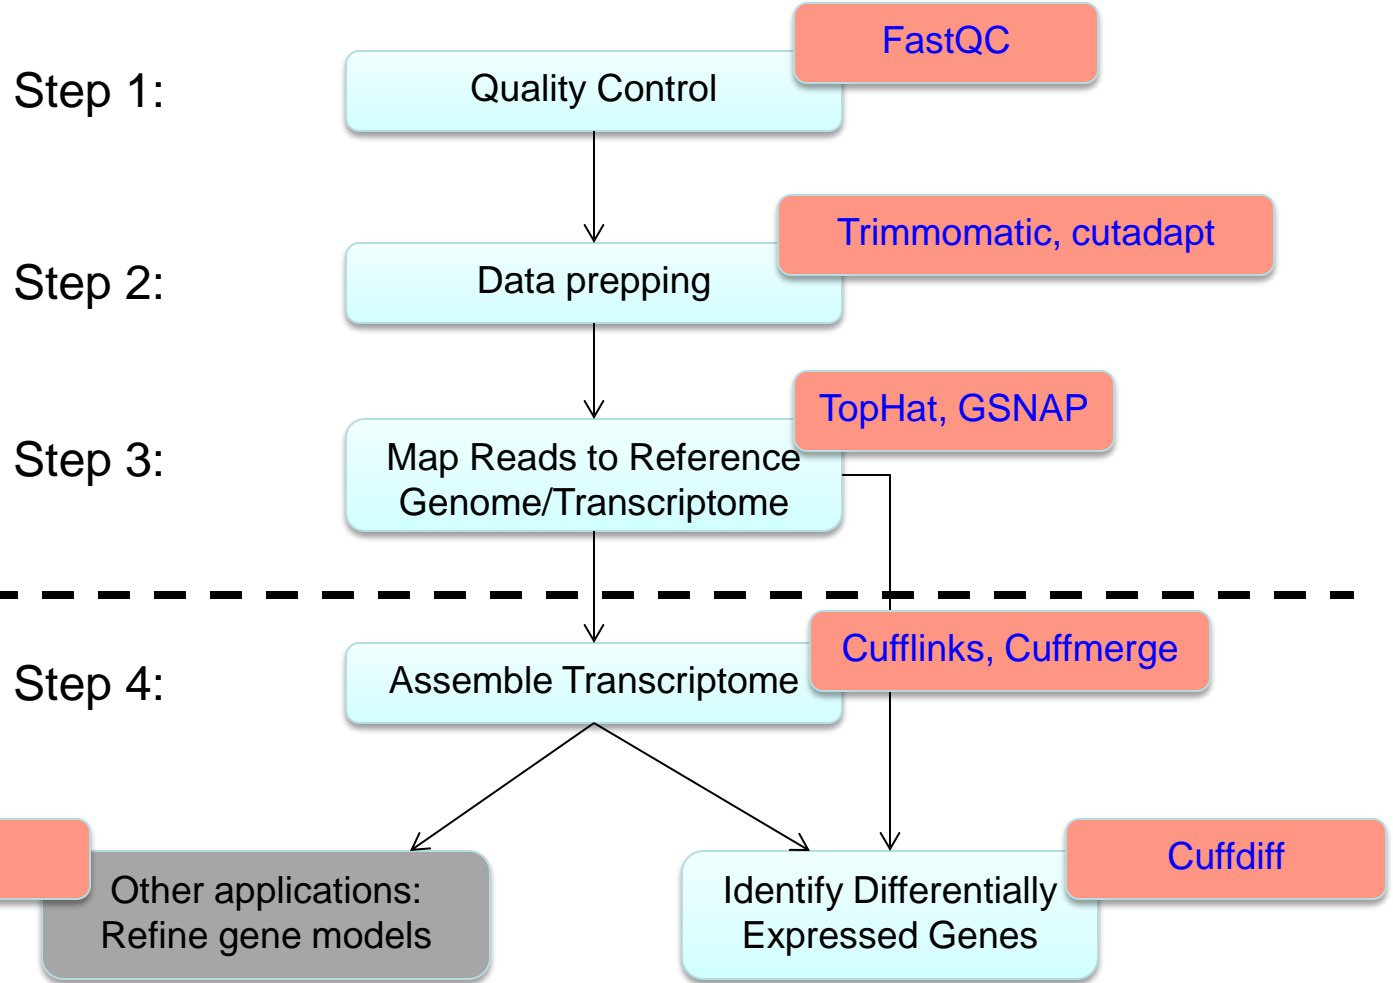 FastQC
Step 1:
Quality Control
Trimmomatic, cutadapt
Step 2:
Data prepping
TopHat, GSNAP
Step 3:
Map Reads to Reference
Genome/Transcriptome
Cufflinks, Cuffmerge
Step 4:
Assemble Transcriptome
Cuffdiff
Other applications:
Refine gene models
Identify Differentially
Expressed Genes